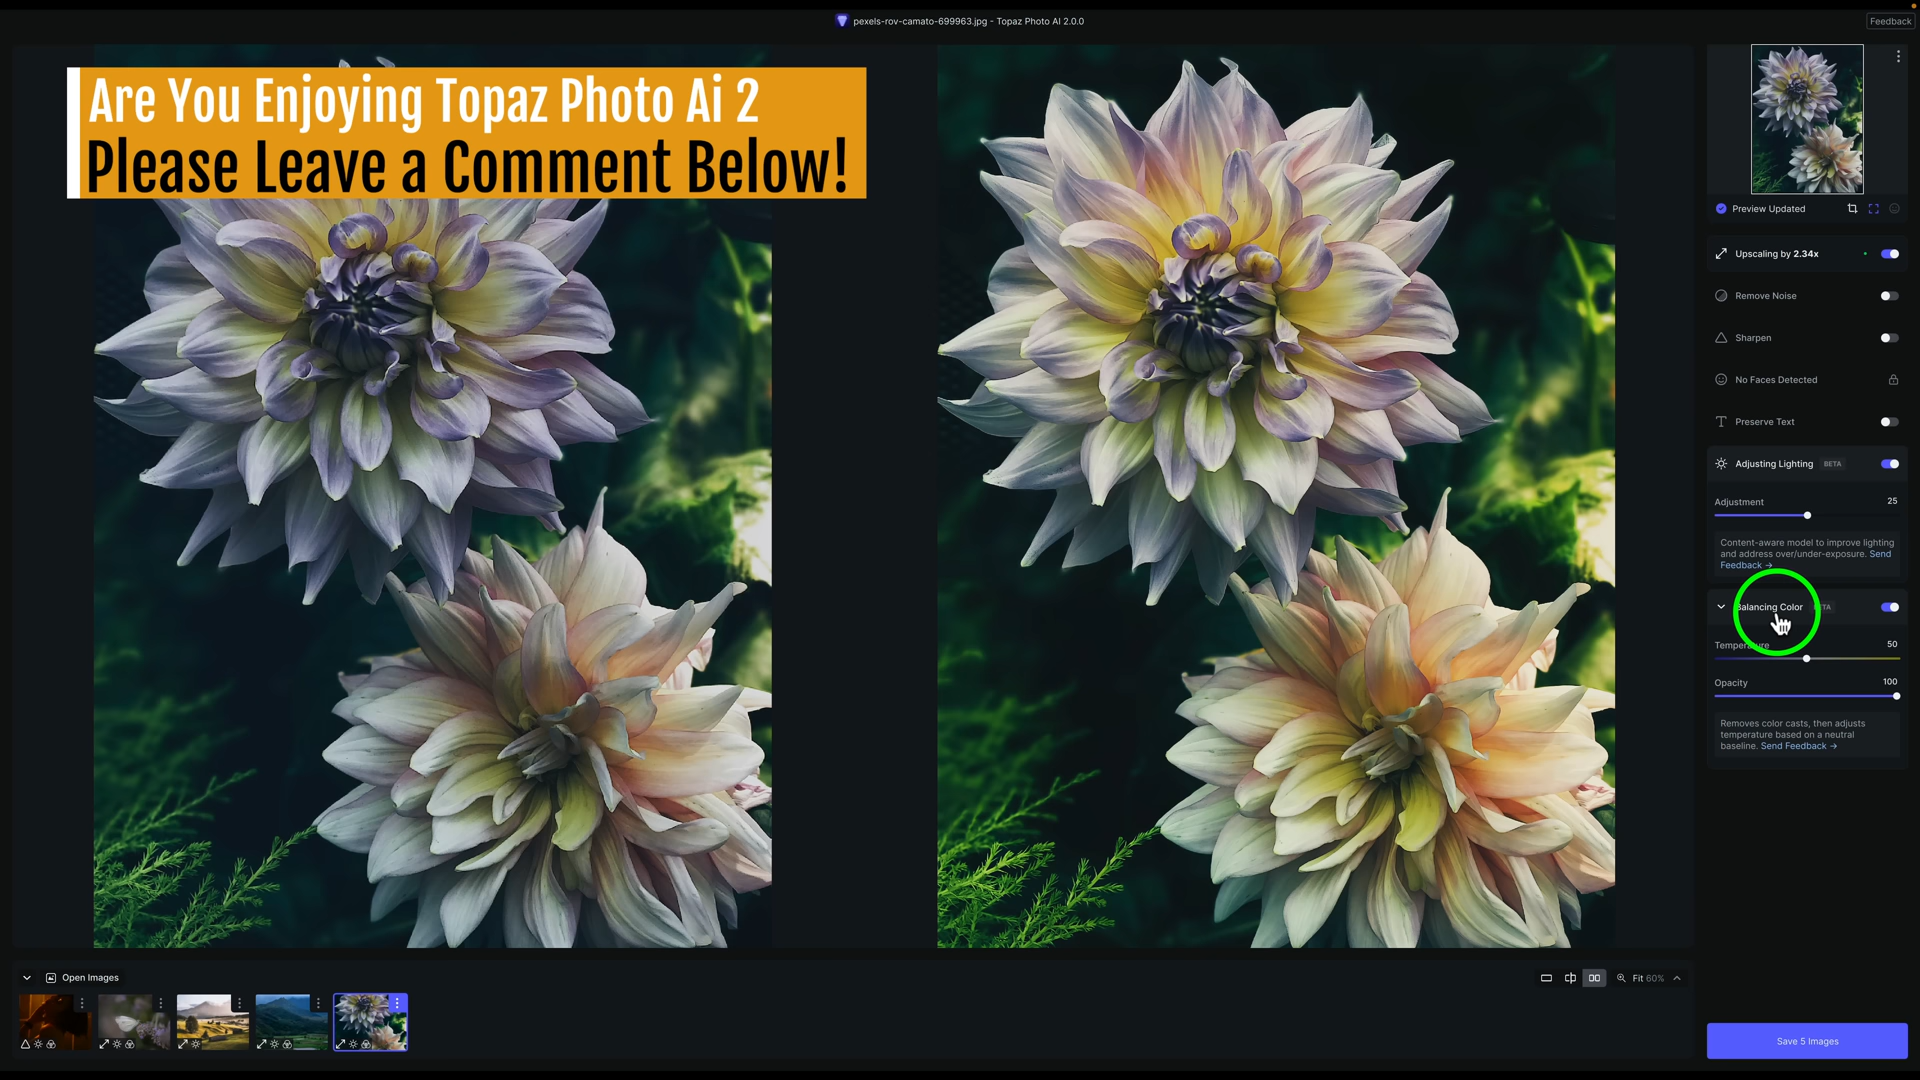 pexels-rov-camato-699963.jpg - Topaz Photo AI 2.0.0
Feedback
Are You Enjoying Topaz Photo Ai 2
Please Leave a Comment Below!
Preview Updated
Upscaling by 2.34x
Remove Noise
Sharpen
No Faces Detected
Preserve Text
Adjusting Lighting BETA
Adjustment 25
Content-aware model to improve lighting
and address over/under-exposure. Send
Feedback →
Balancing Color BETA
Temperature 50
Opacity 100
Removes color casts, then adjusts
temperature based on a neutral
baseline. Send Feedback →
Open Images
Fit 60%
Save 5 Images